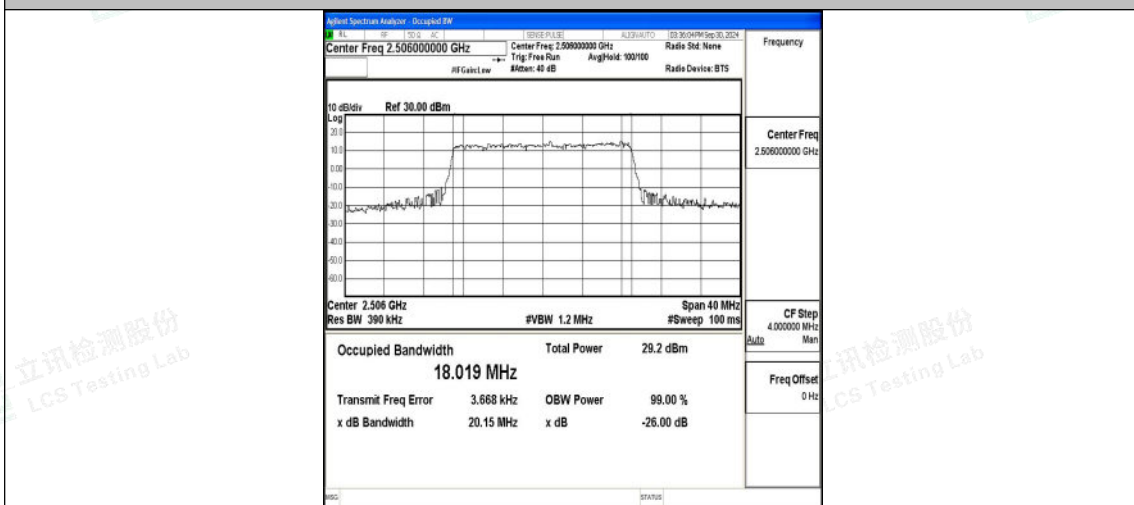 Agilent Spectrum Analyzer - Occupied BW
RL RF 50 Ω AC SENSE:PULSE ALIGNAUTO 03:36:04 PM Sep 30, 2024
Center Freq 2.506000000 GHz
Center Freq: 2.506000000 GHz
Radio Std: None
Trig: Free Run Avg|Hold: 100/100
#IFGain:Low #Atten: 40 dB Radio Device: BTS
10 dB/div Ref 30.00 dBm
Log
20.0
10.0
0.00
-10.0
-20.0
-30.0
-40.0
-50.0
-60.0
Center 2.506 GHz Span 40 MHz
Res BW 390 kHz #VBW 1.2 MHz #Sweep 100 ms
Occupied Bandwidth Total Power 29.2 dBm
18.019 MHz
Transmit Freq Error 3.668 kHz OBW Power 99.00 %
x dB Bandwidth 20.15 MHz x dB -26.00 dB
MSG STATUS
Frequency
Center Freq
2.506000000 GHz
CF Step
4.000000 MHz
Auto Man
Freq Offset
0 Hz
立讯检测股份
LCS Testing Lab
立讯检测股份
LCS Testing Lab